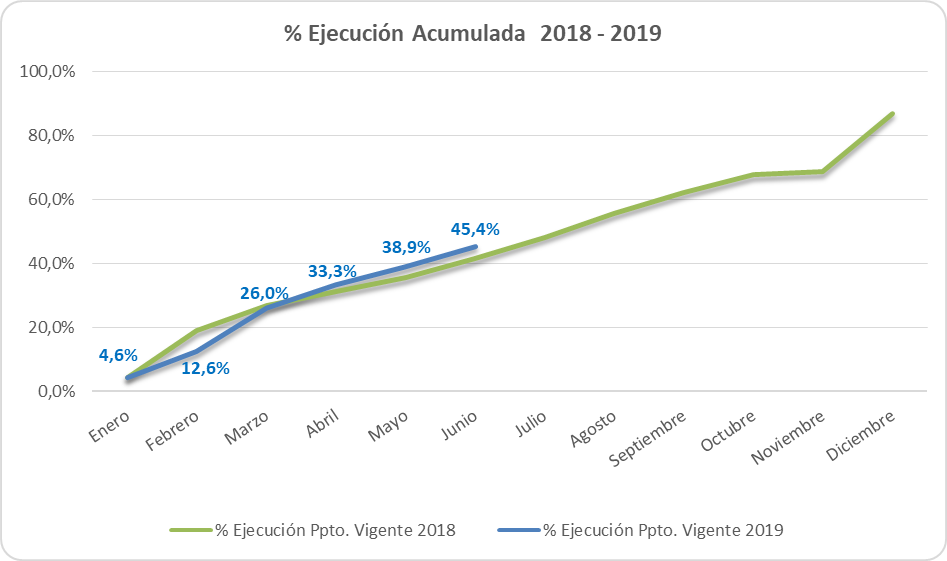 % Ejecución Acumulada 2018 - 2019
100,0%
80,0%
60,0%
40,0%
20,0%
0,0%
4,6%
12,6%
26,0%
33,3%
38,9%
45,4%
Enero
Febrero
Marzo
Abril
Mayo
Junio
Julio
Agosto
Septiembre
Octubre
Noviembre
Diciembre
% Ejecución Ppto. Vigente 2018
% Ejecución Ppto. Vigente 2019